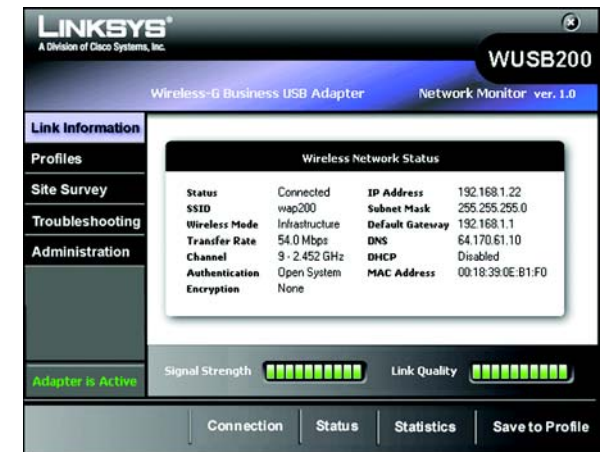 LINKSYS®
A Division of Cisco Systems, Inc.
WUSB200
Wireless-G Business USB Adapter Network Monitor ver. 1.0
Link Information
Profiles
Site Survey
Troubleshooting
Administration
Adapter is Active
Wireless Network Status
Status Connected IP Address 192.168.1.22
SSID wap200 Subnet Mask 255.255.255.0
Wireless Mode Infrastructure Default Gateway 192.168.1.1
Transfer Rate 54.0 Mbps DNS 64.170.61.10
Channel 9 - 2.452 GHz DHCP Disabled
Authentication Open System MAC Address 00:18:39:0E:B1:F0
Encryption None
Signal Strength Link Quality
Connection Status Statistics Save to Profile